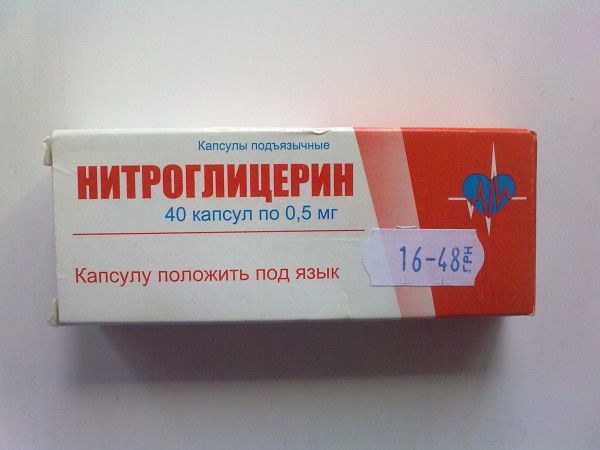 Капсулы подъязычные
НИТРОГЛИЦЕРИН
40 капсул по 0,5 мг
16-48 ГРН
Капсулу положить под язык